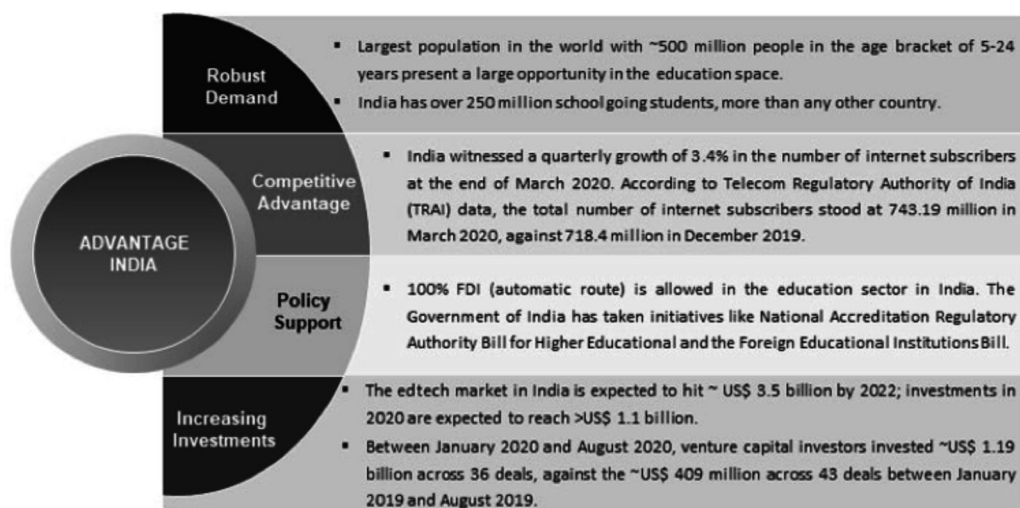 ADVANTAGE
INDIA
Robust
Demand
▪ Largest population in the world with ~500 million people in the age bracket of 5-24
years present a large opportunity in the education space.
▪ India has over 250 million school going students, more than any other country.
Competitive
Advantage
▪ India witnessed a quarterly growth of 3.4% in the number of internet subscribers
at the end of March 2020. According to Telecom Regulatory Authority of India
(TRAI) data, the total number of internet subscribers stood at 743.19 million in
March 2020, against 718.4 million in December 2019.
Policy
Support
▪ 100% FDI (automatic route) is allowed in the education sector in India. The
Government of India has taken initiatives like National Accreditation Regulatory
Authority Bill for Higher Educational and the Foreign Educational Institutions Bill.
Increasing
Investments
▪ The edtech market in India is expected to hit ~ US$ 3.5 billion by 2022; investments in
2020 are expected to reach >US$ 1.1 billion.
▪ Between January 2020 and August 2020, venture capital investors invested ~US$ 1.19
billion across 36 deals, against the ~US$ 409 million across 43 deals between January
2019 and August 2019.